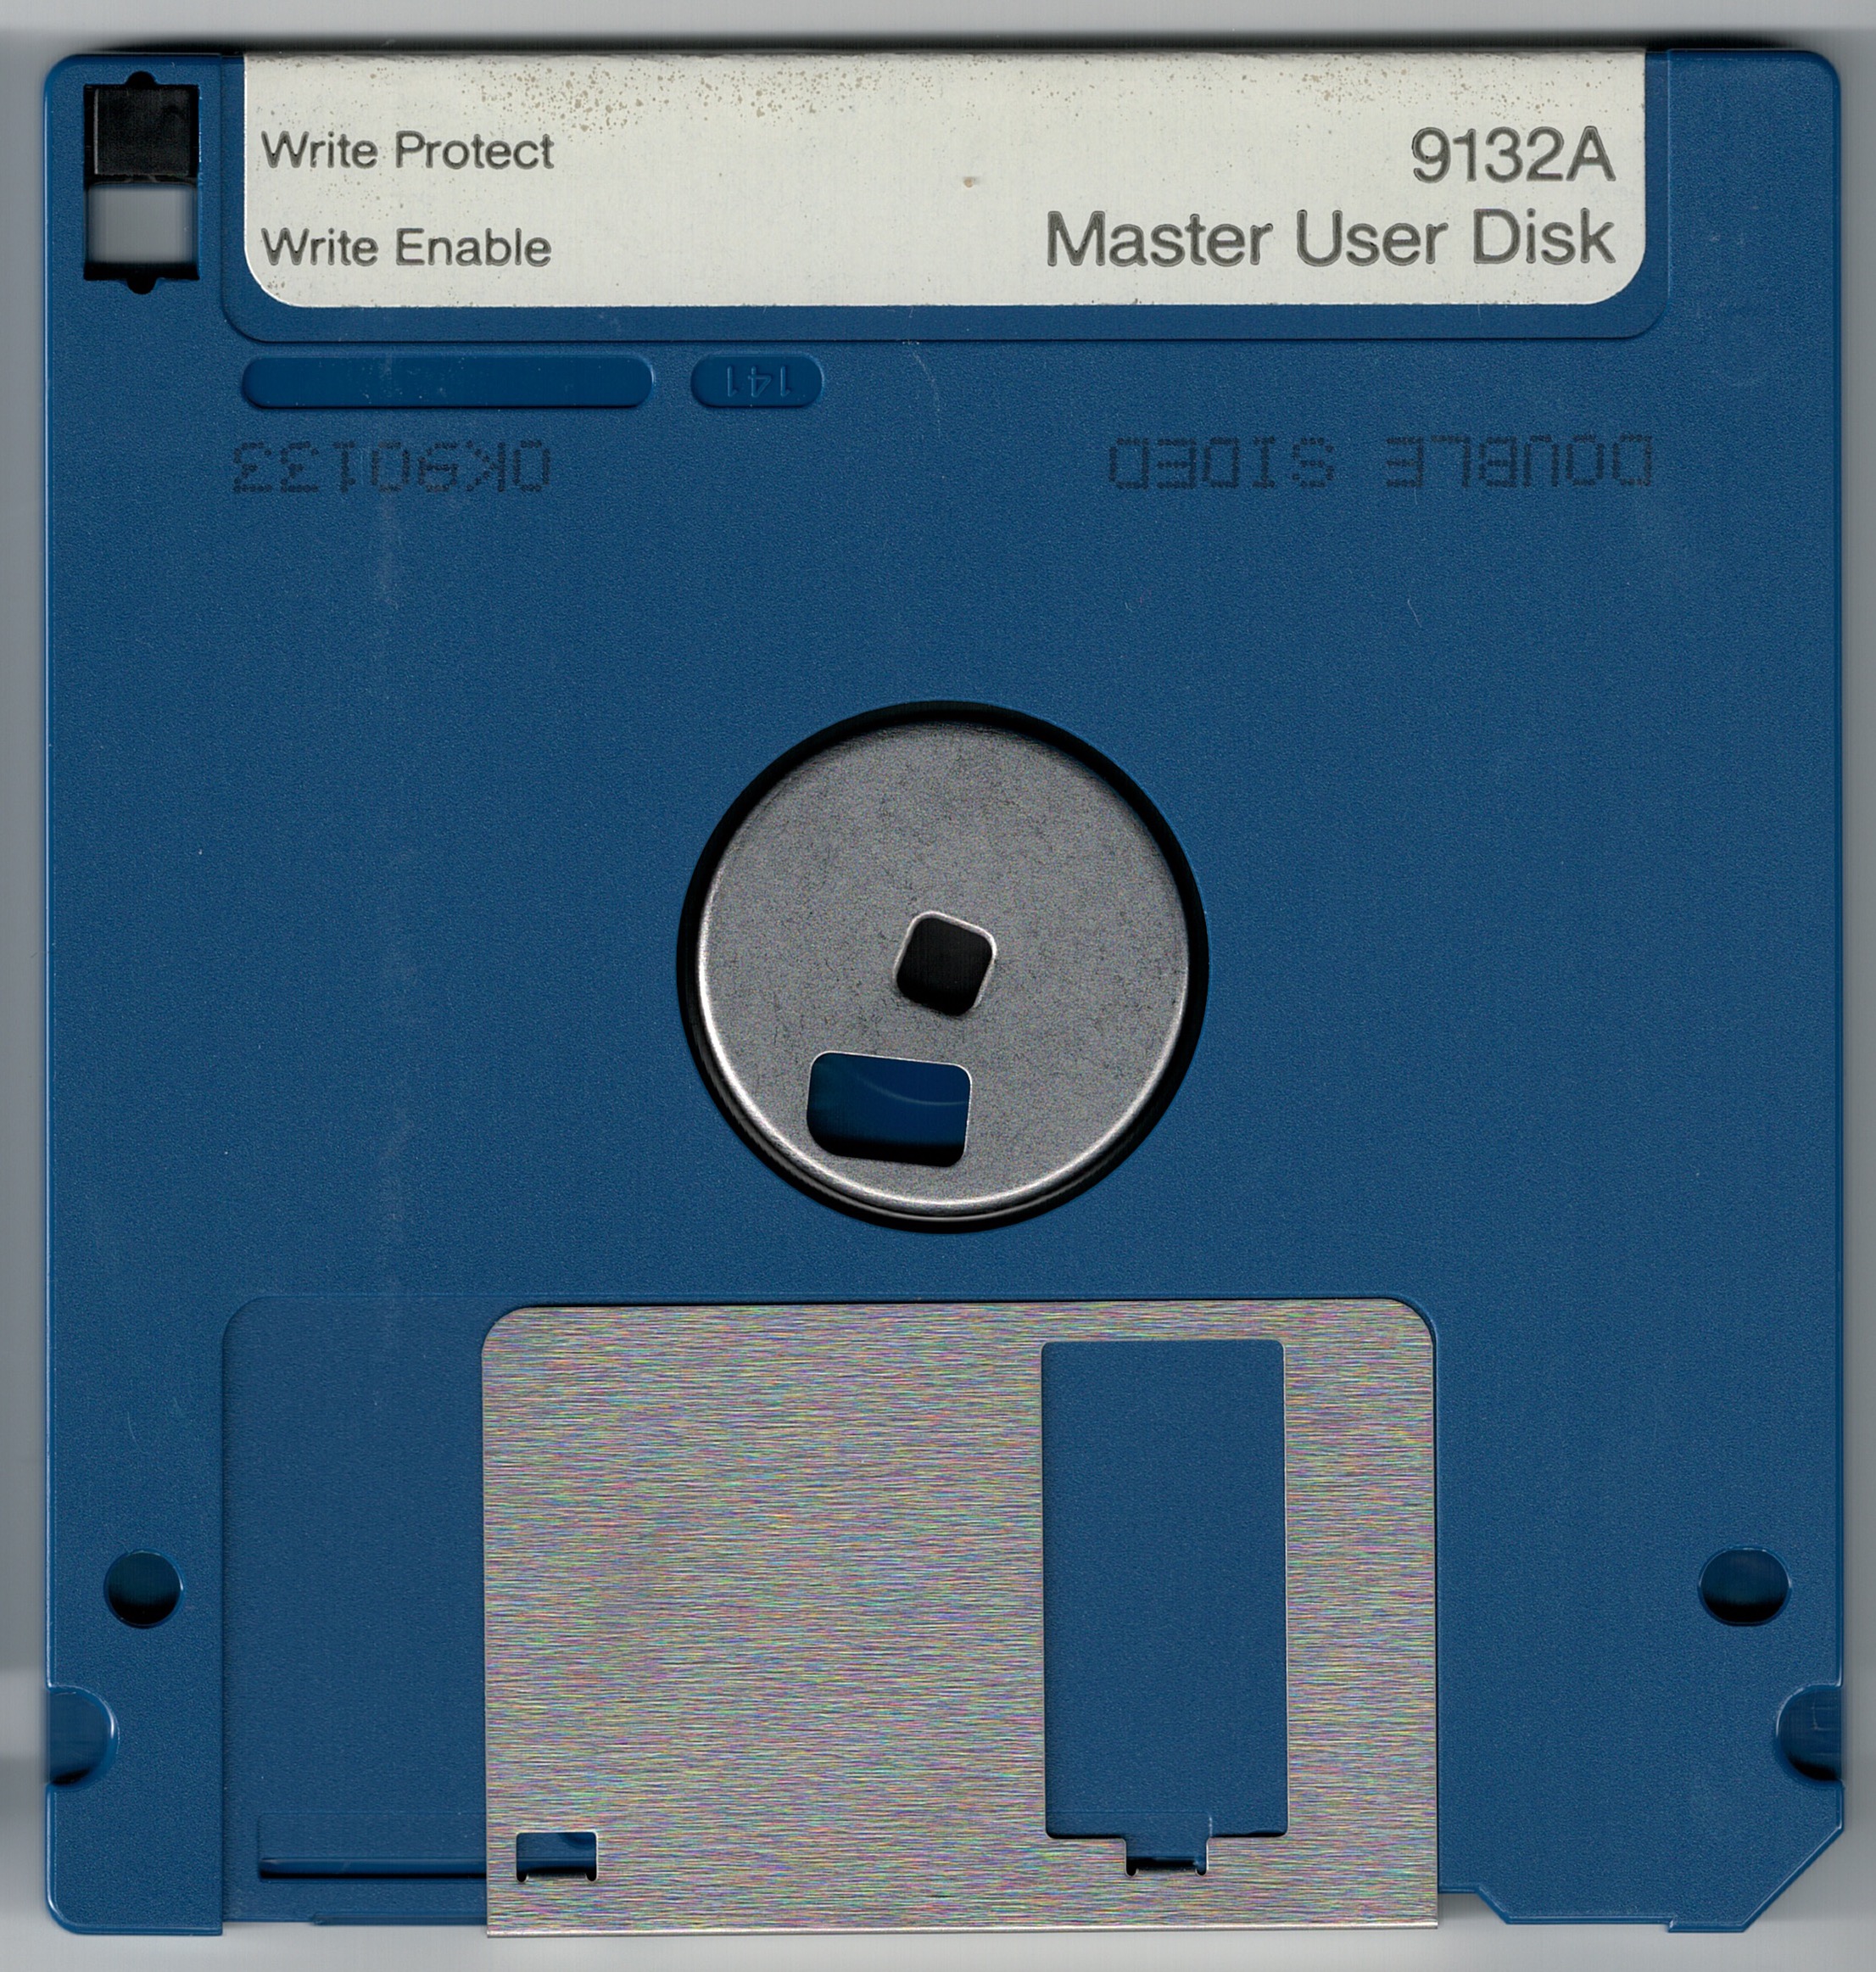 Write Protect
9132A
Write Enable
Master User Disk
141
DOUBLE SIDED
OK90133